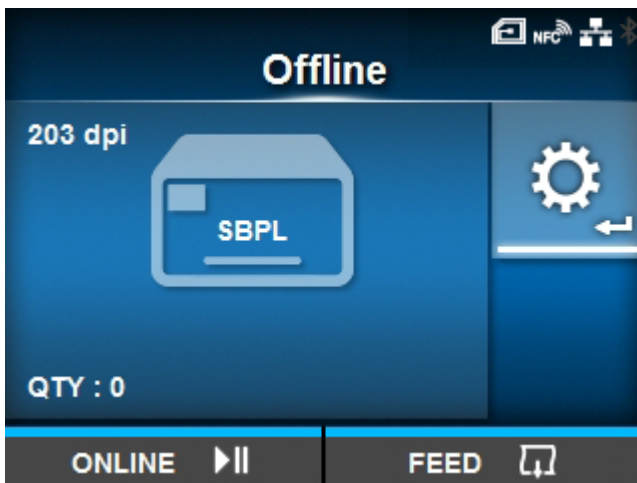 NFC
Offline
203 dpi
SBPL
QTY : 0
ONLINE
FEED